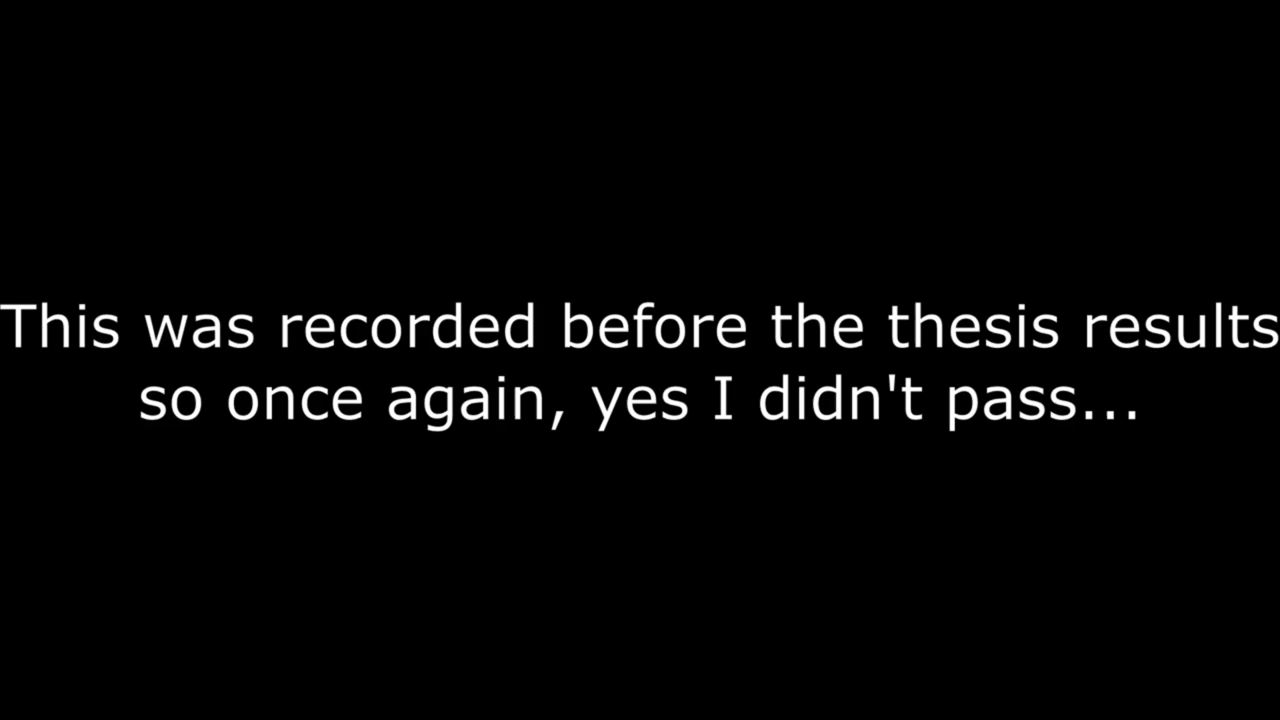 This was recorded before the thesis results
so once again, yes I didn't pass...